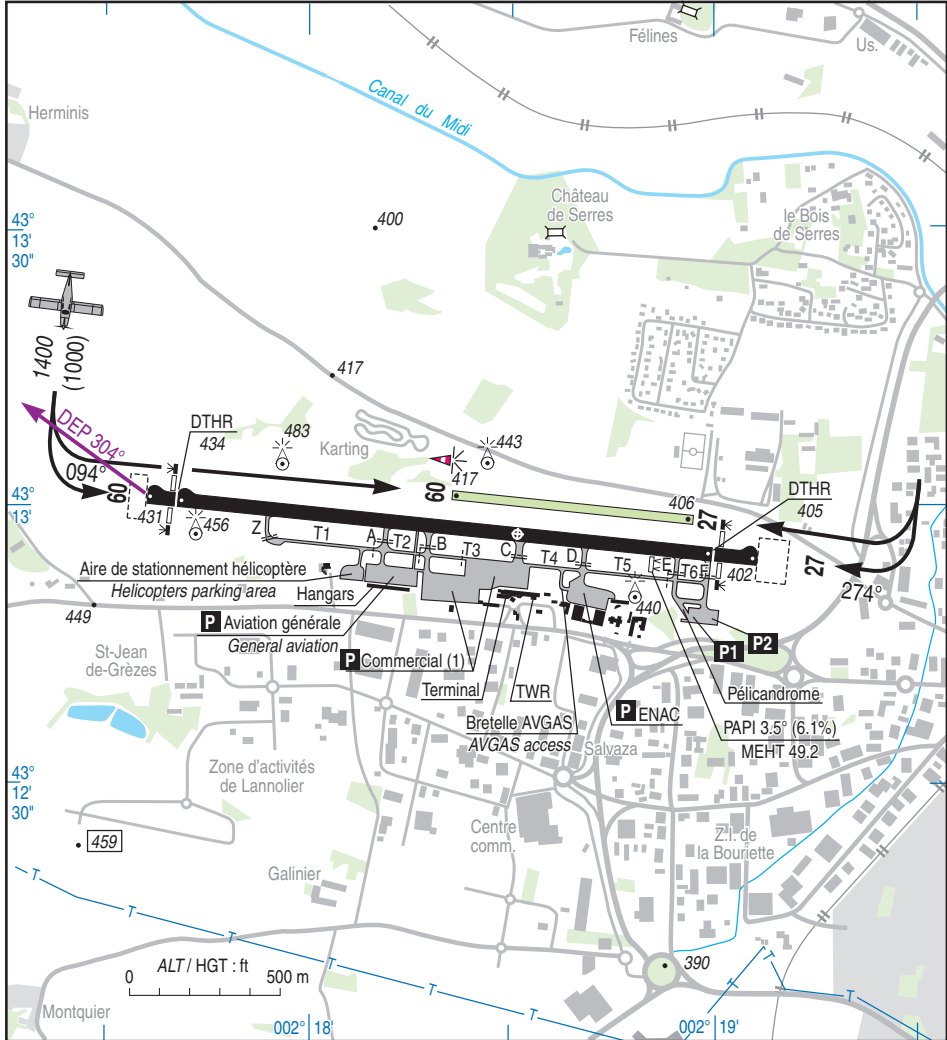 Félines
Us.
Canal du Midi
Herminis
Château
de Serres
le Bois
de Serres
43°
13'
30"
400
1400
(1000)
417
DEP 304°
DTHR
434
483
Karting
443
417
094°
09
09
431
456
406
27
DTHR
405
43°
13'
Z
T1
A
T2
B
T3
C
T4
D
T5
E
T6
F
402
27
274°
Aire de stationnement hélicoptère
Helicopters parking area
Hangars
440
449
P Aviation générale
General aviation
P1
P2
St-Jean
de-Grèzes
P Commercial (1)
Terminal
TWR
Pélicandrome
Bretelle AVGAS
AVGAS access
P ENAC
PAPI 3.5° (6.1%)
MEHT 49.2
Salvaza
43°
12'
30"
Zone d'activités
de Lannolier
459
Centre
comm.
Z.I. de
la Bouriette
Galinier
T
T
T
T
T
T
T
T
ALT / HGT : ft
0 500 m
390
Montquier
002° 18'
002° 19'